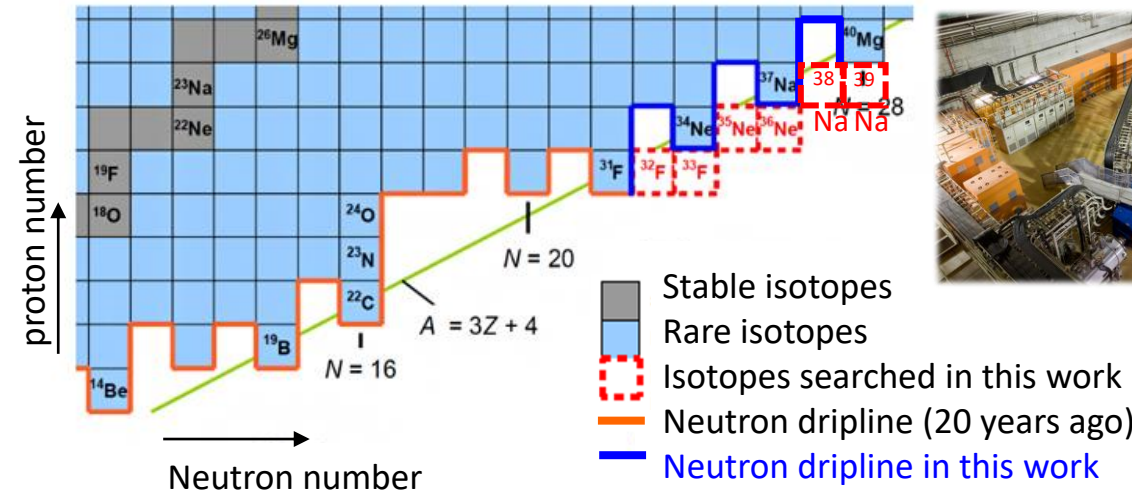 26Mg
40Mg
23Na
37Na
38
39
N = 28
Na Na
22Ne
34Ne
35Ne
36Ne
19F
31F
32F
33F
18O
24O
23N
N = 20
22C
A = 3Z + 4
19B
N = 16
14Be
proton number
Neutron number
Stable isotopes
Rare isotopes
Isotopes searched in this work
Neutron dripline (20 years ago)
Neutron dripline in this work